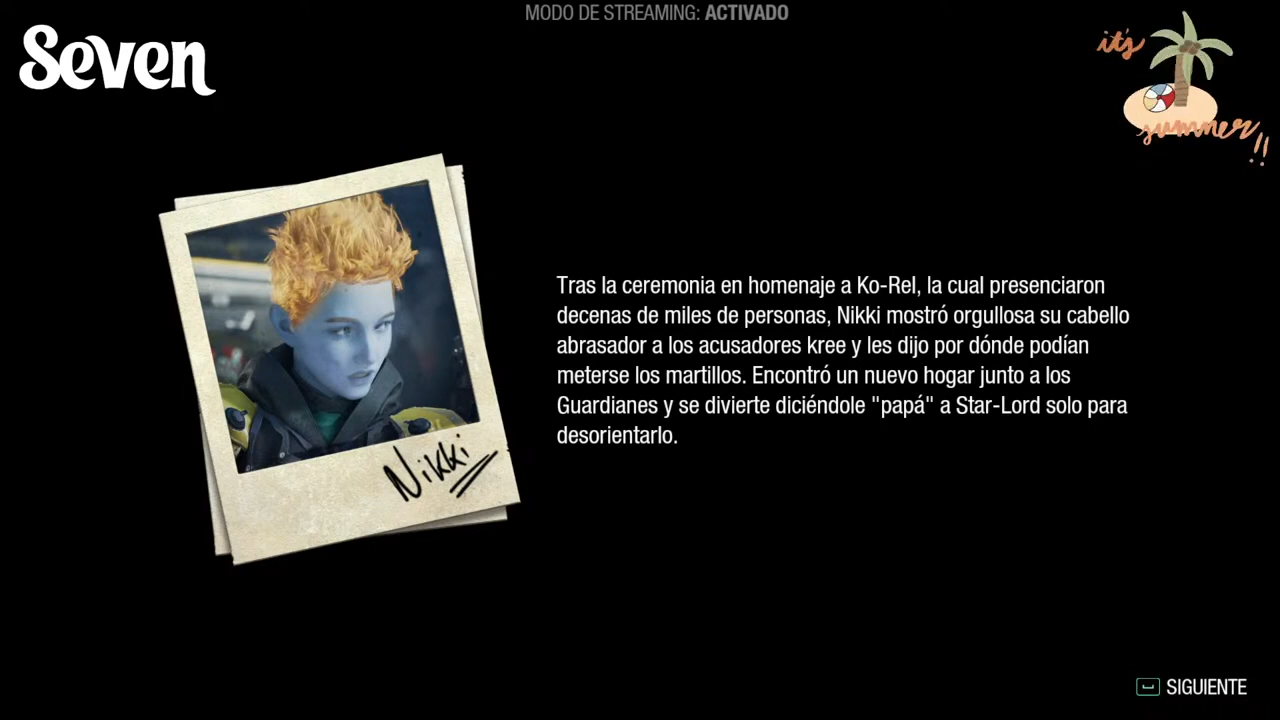 MODO DE STREAMING: ACTIVADO
Seven
it's
summer!!
Tras la ceremonia en homenaje a Ko-Rel, la cual presenciaron
decenas de miles de personas, Nikki mostró orgullosa su cabello
abrasador a los acusadores kree y les dijo por dónde podían
meterse los martillos. Encontró un nuevo hogar junto a los
Guardianes y se divierte diciéndole "papá" a Star-Lord solo para
desorientarlo.
Nikki
SIGUIENTE